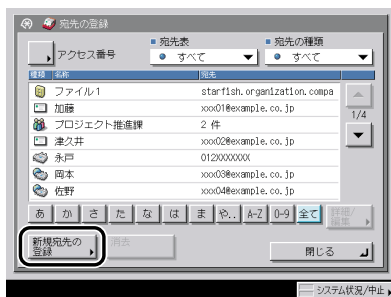 宛先の登録
アクセス番号
■ 宛先表
すべて
■ 宛先の種類
すべて
種類 名称 宛先
ファイル1 starfish.organization.compa
加藤 xxx01@example.co.jp
プロジェクト推進課 2 件
津久井 xxx02@example.co.jp
永戸 012XXXXXXX
岡本 xxx03@example.co.jp
佐野 xxx04@example.co.jp
1/4
あ か さ た な は ま や.. A-Z 0-9 全て 詳細/編集
新規宛先の
登録
消去
閉じる
システム状況/中止